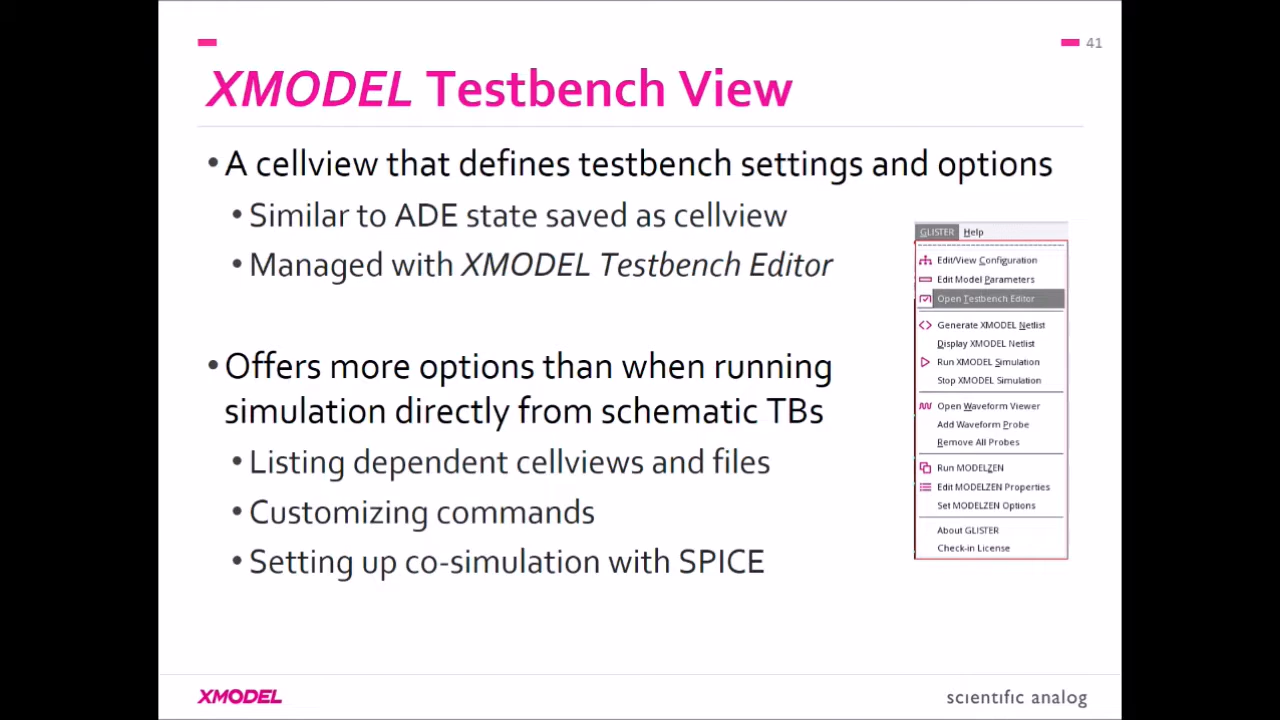 41
XMODEL Testbench View
•A cellview that defines testbench settings and options
•Similar to ADE state saved as cellview
•Managed with XMODEL Testbench Editor
•Offers more options than when running
simulation directly from schematic TBs
•Listing dependent cellviews and files
•Customizing commands
•Setting up co-simulation with SPICE
GLISTER Help
Edit/View Configuration
Edit Model Parameters
Open Testbench Editor
Generate XMODEL Netlist
Display XMODEL Netlist
Run XMODEL Simulation
Stop XMODEL Simulation
Open Waveform Viewer
Add Waveform Probe
Remove All Probes
Run MODELZEN
Edit MODELZEN Properties
Set MODELZEN Options
About GLISTER
Check-in License
XMODEL
scientific analog